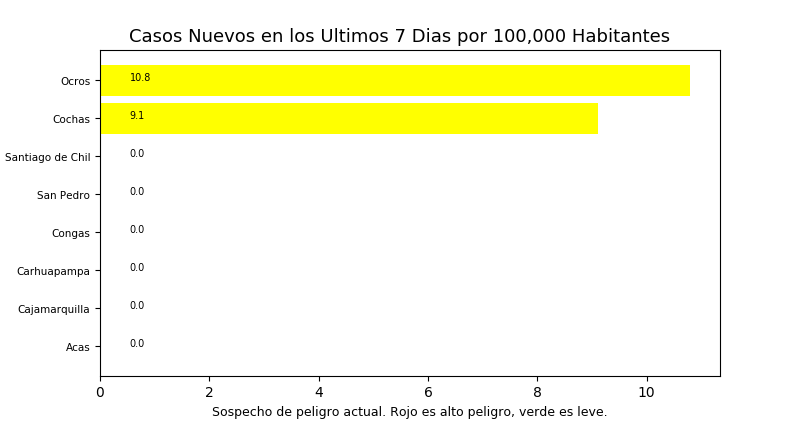 Casos Nuevos en los Ultimos 7 Dias por 100,000 Habitantes
Ocros 10.8
Cochas 9.1
Santiago de Chil 0.0
San Pedro 0.0
Congas 0.0
Carhuapampa 0.0
Cajamarquilla 0.0
Acas 0.0
0 2 4 6 8 10
Sospecho de peligro actual. Rojo es alto peligro, verde es leve.